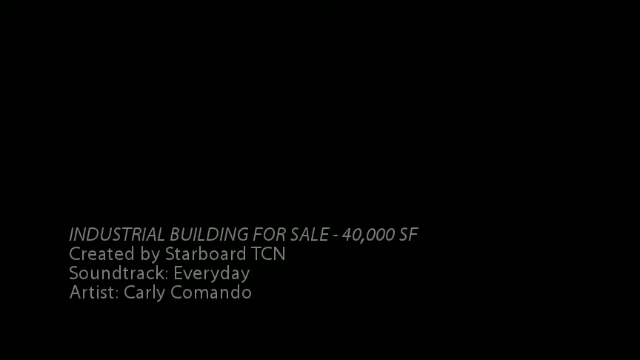 INDUSTRIAL BUILDING FOR SALE - 40,000 SF
Created by Starboard TCN
Soundtrack: Everyday
Artist: Carly Comando